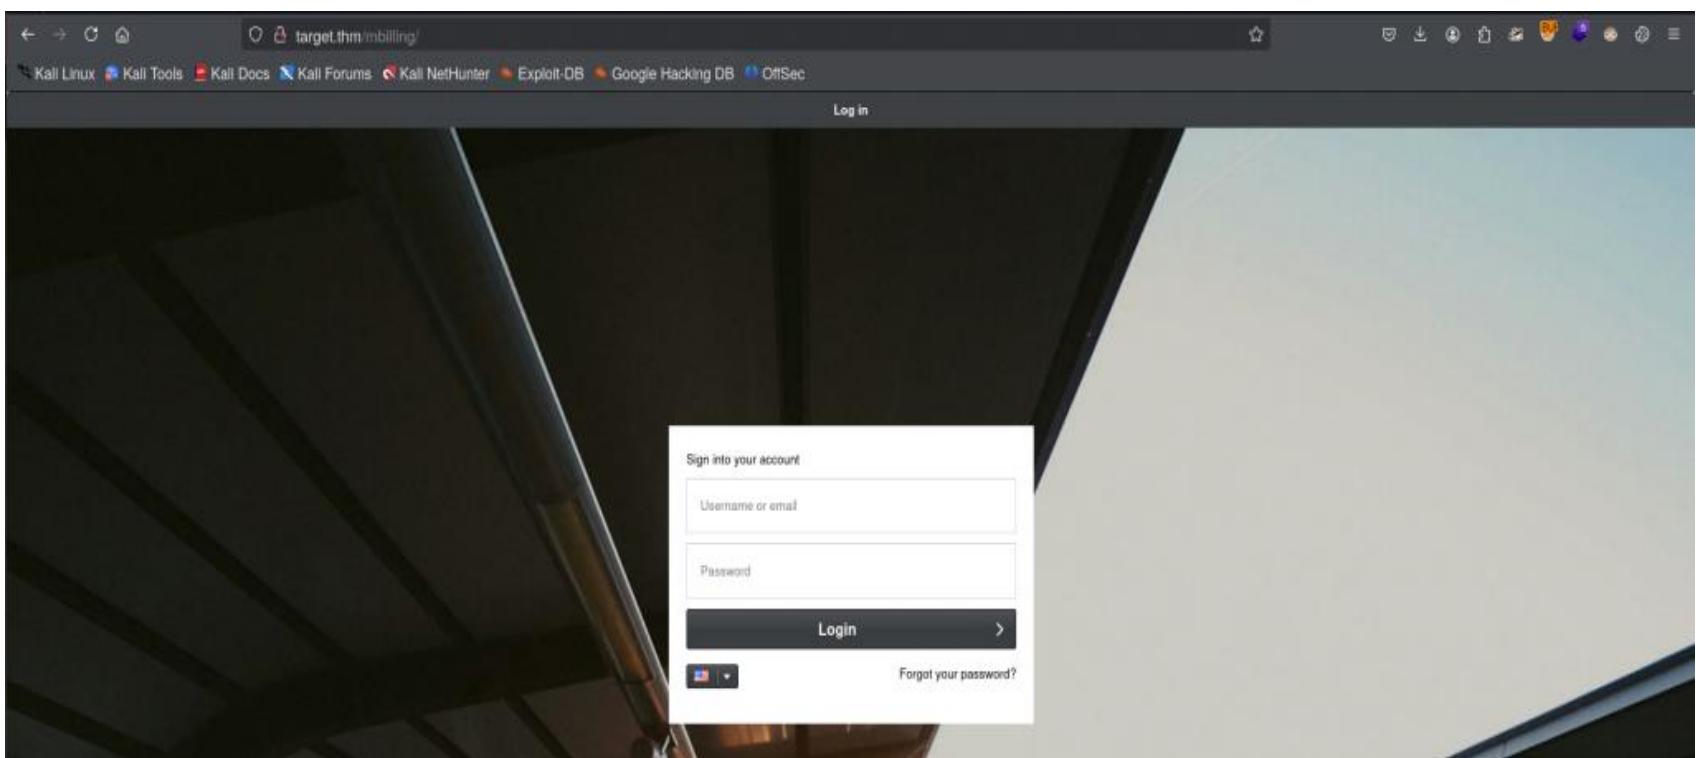 target.thm/mbilling/
Kali Linux Kali Tools Kali Docs Kali Forums Kali NetHunter Exploit-DB Google Hacking DB OffSec
Log in
Sign into your account
Username or email
Password
Login
Forgot your password?